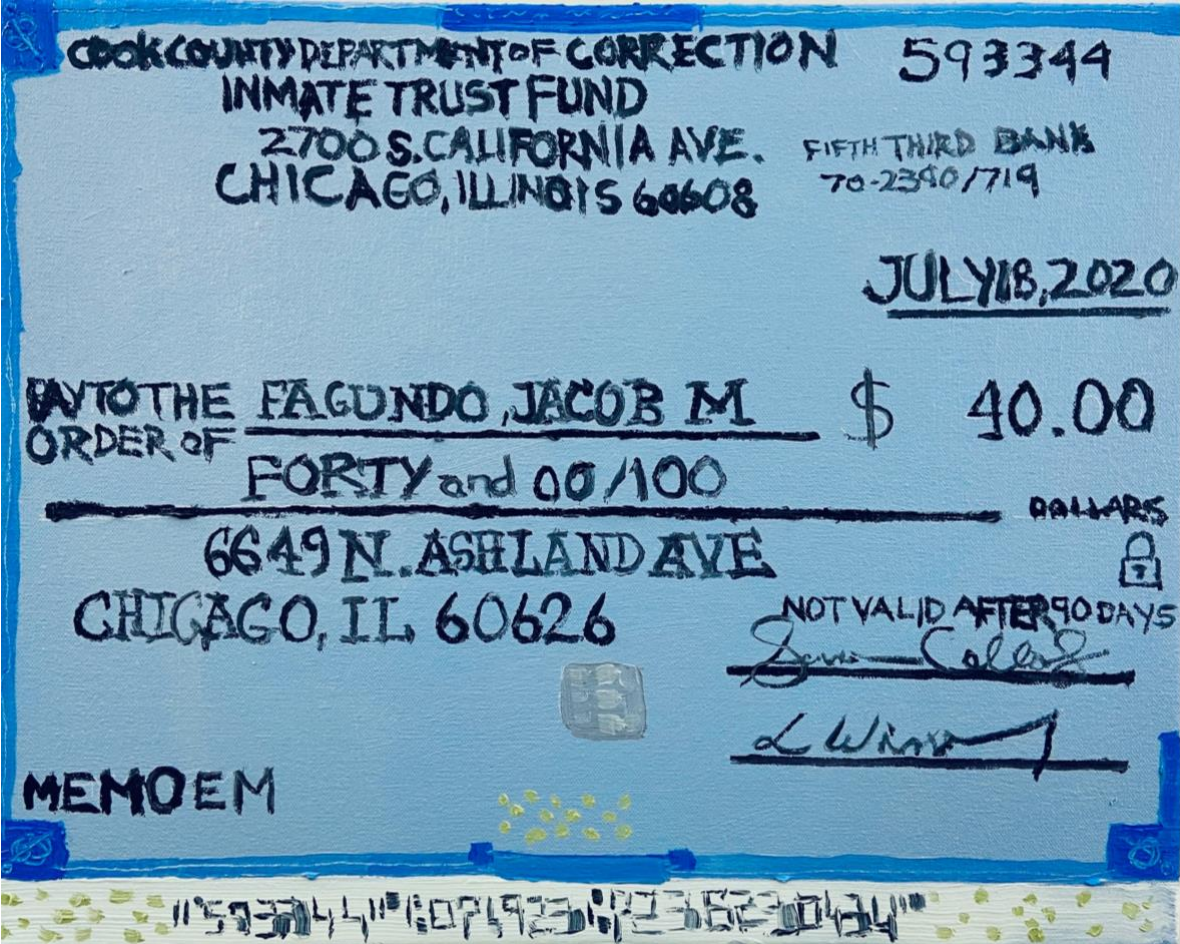 COOK COUNTY DEPARTMENT OF CORRECTION 593344
INMATE TRUST FUND
2700 S. CALIFORNIA AVE. FIFTH THIRD BANK
CHICAGO, ILLINOIS 60608 70-2390/719
JULY 18, 2020
PAY TO THE ORDER OF FAGUNDO, JACOB M $ 40.00
FORTY and 00/100 DOLLARS
6649 N. ASHLAND AVE
CHICAGO, IL 60626
NOT VALID AFTER 90 DAYS
MEMO EM